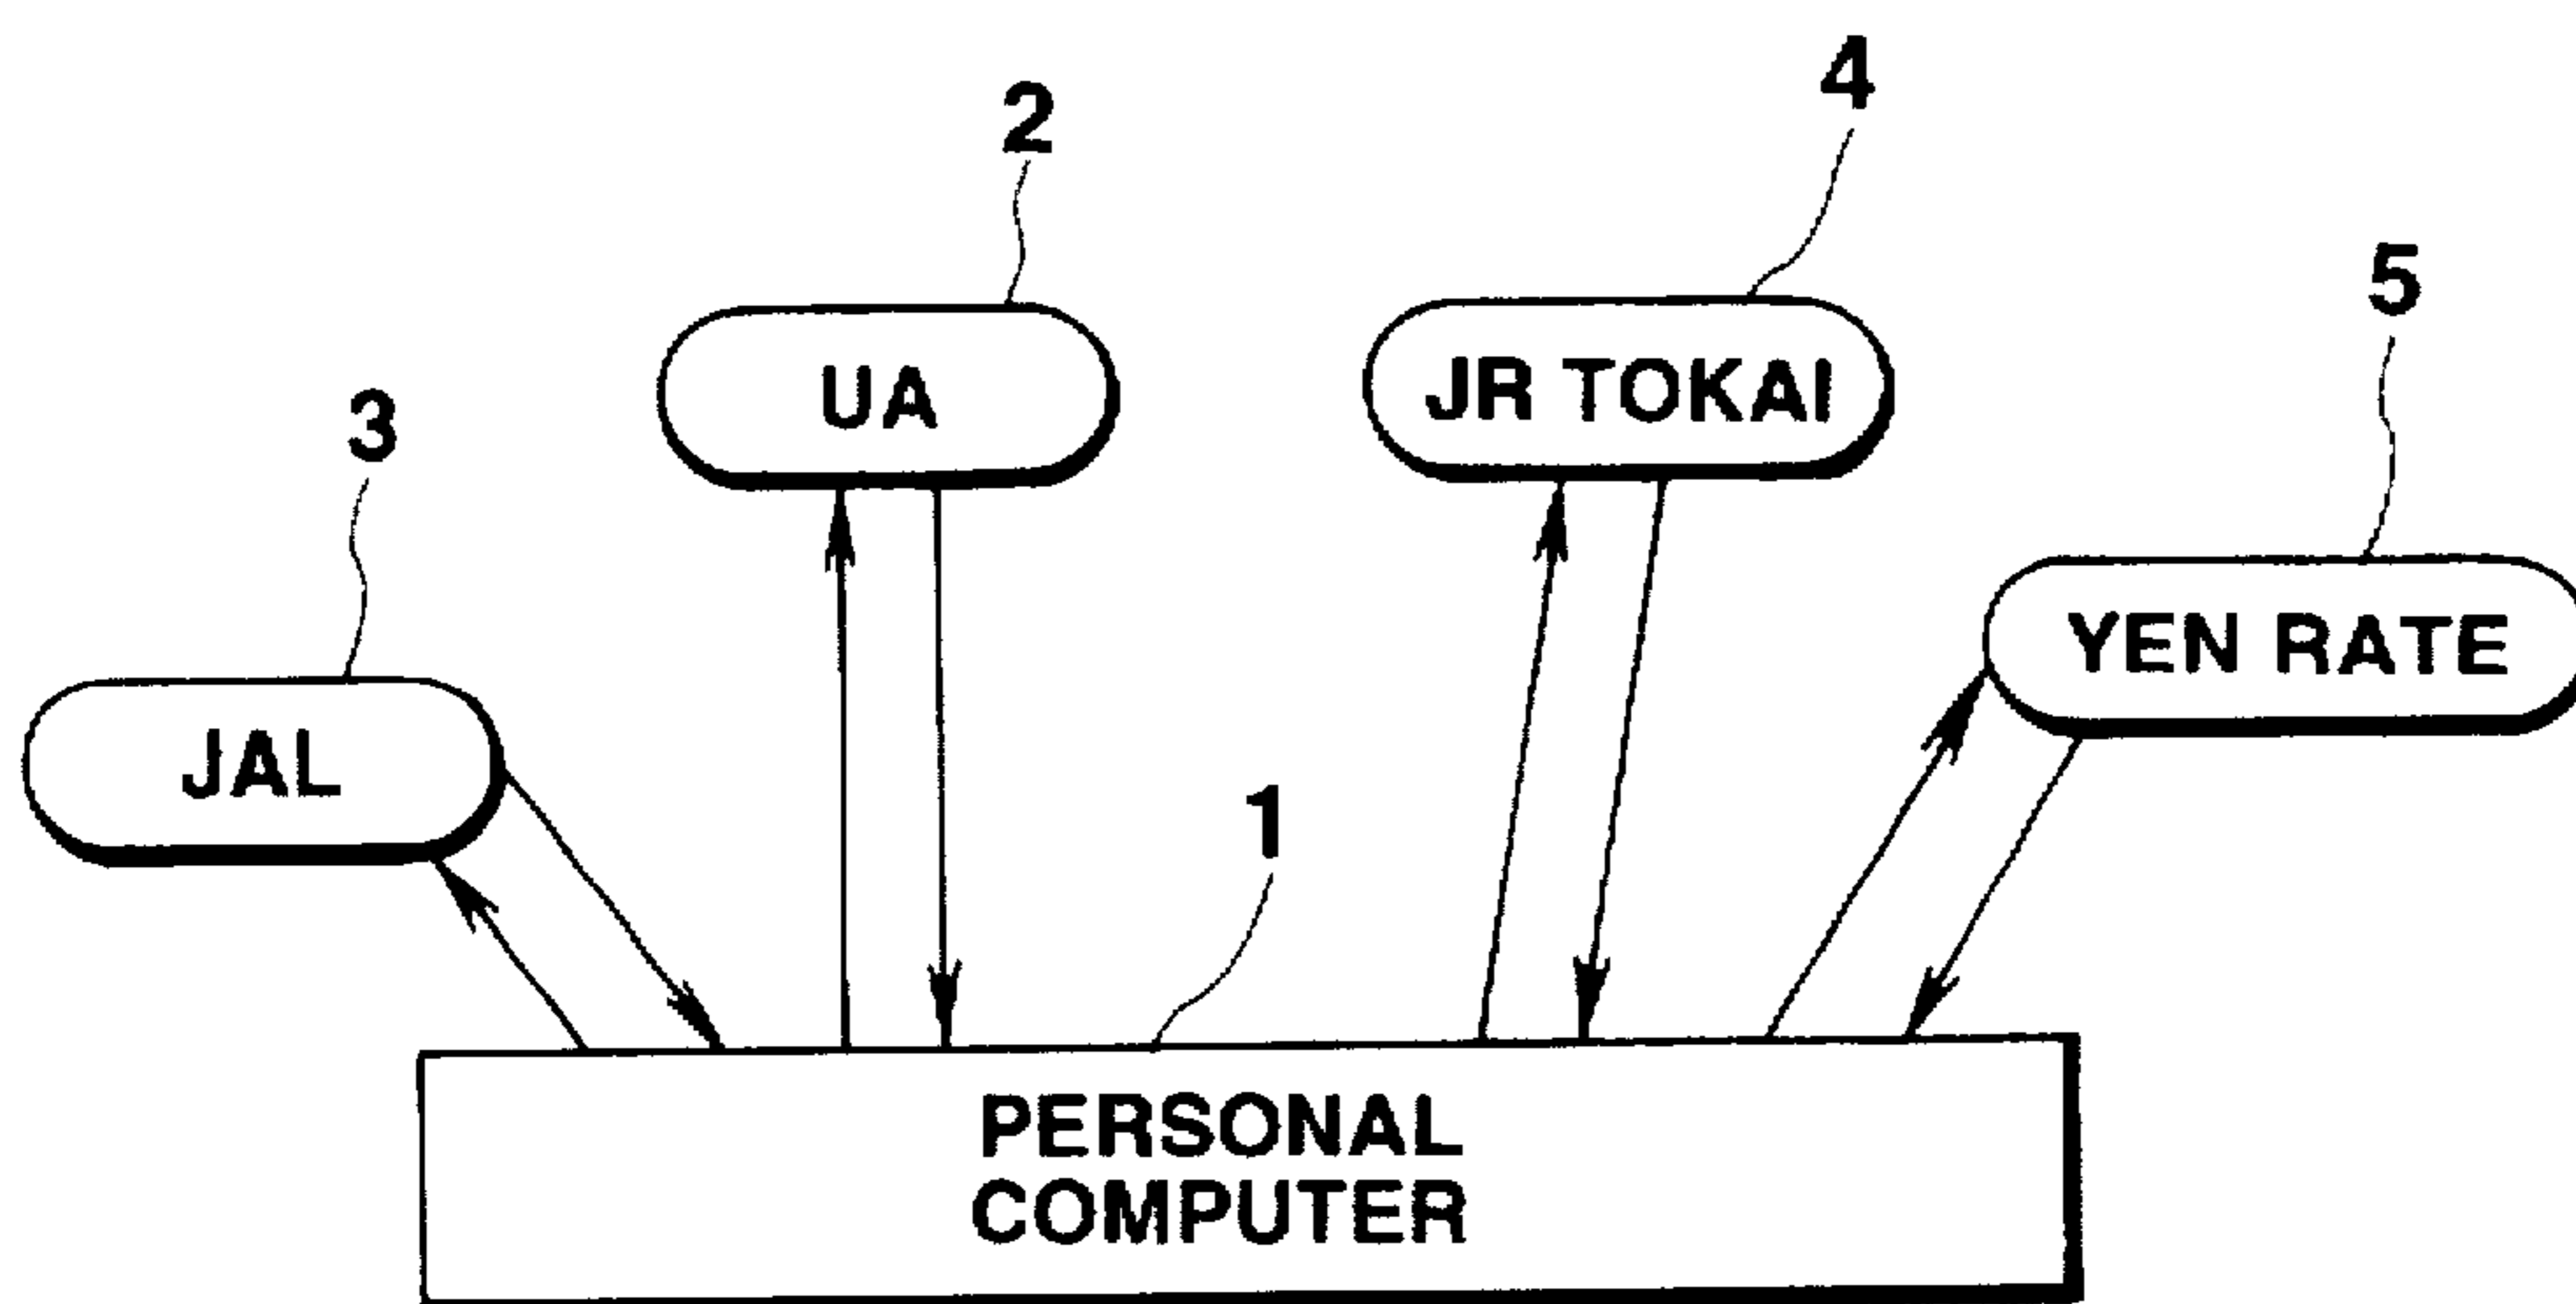 4
2
5
3
UA
JR TOKAI
YEN RATE
JAL
1
PERSONAL
COMPUTER